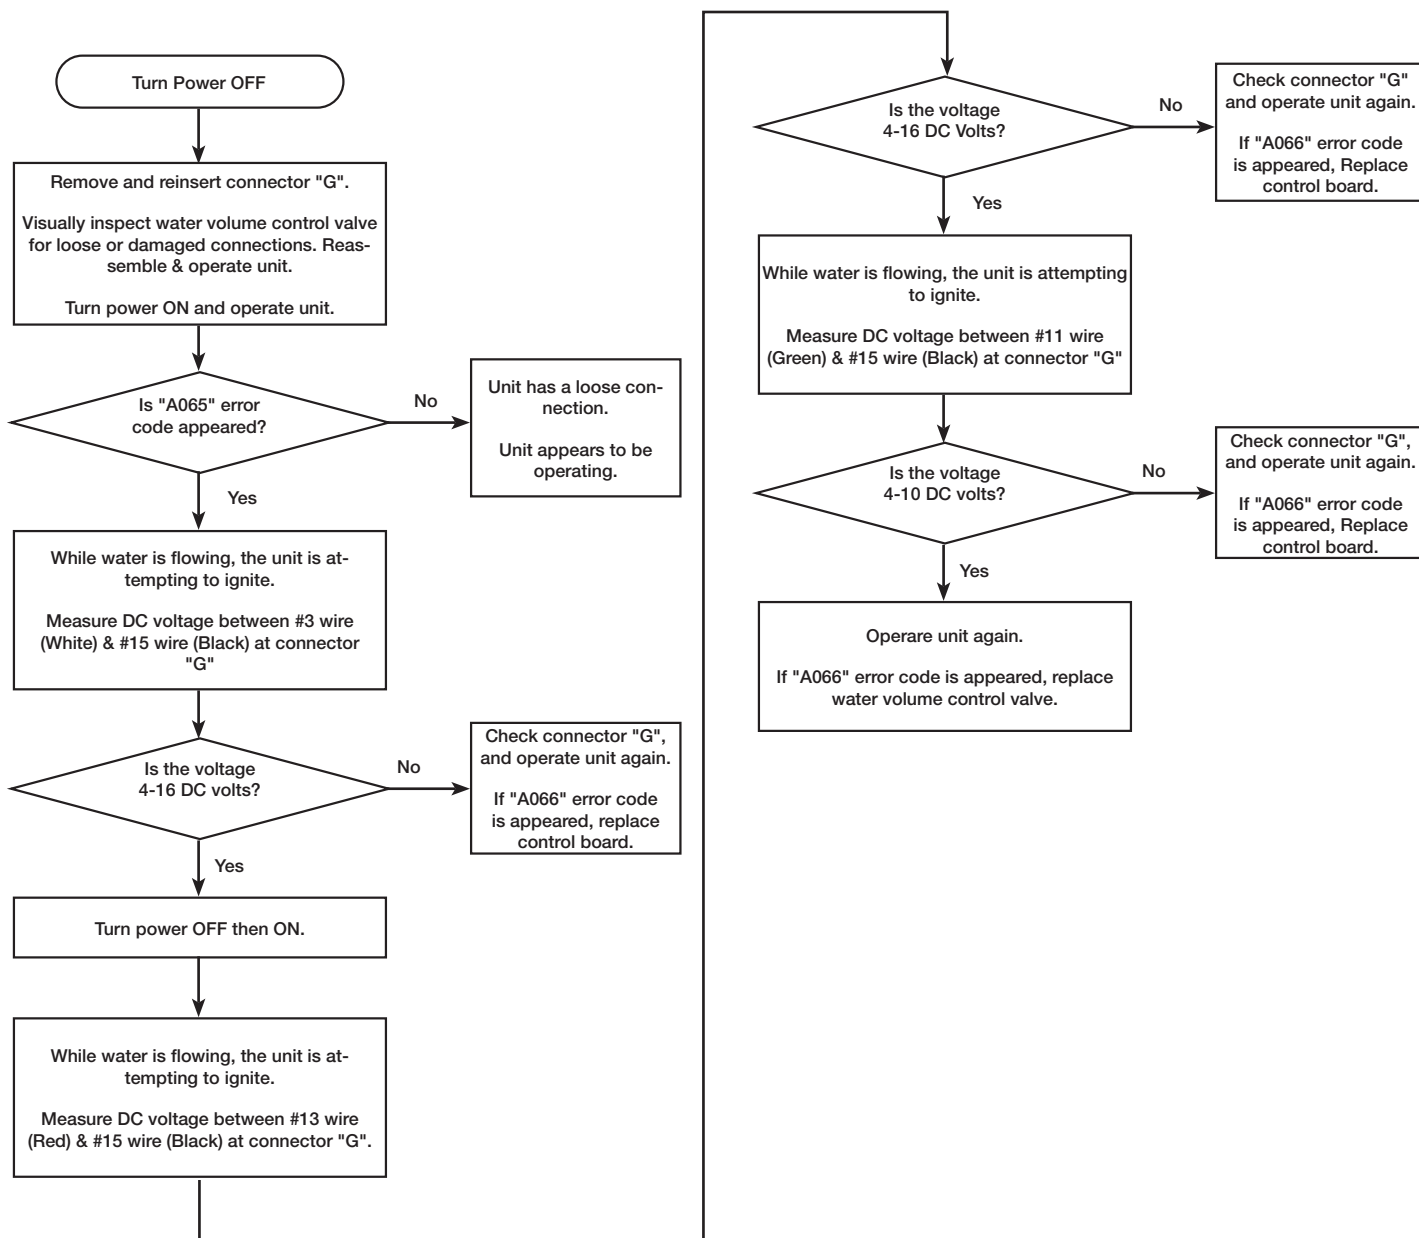 Turn Power OFF
Remove and reinsert connector "G".
Visually inspect water volume control valve
for loose or damaged connections. Reas-
semble & operate unit.
Turn power ON and operate unit.
Is "A065" error
code appeared?
No
Unit has a loose con-
nection.
Unit appears to be
operating.
Yes
While water is flowing, the unit is at-
tempting to ignite.
Measure DC voltage between #3 wire
(White) & #15 wire (Black) at connector
"G"
Is the voltage
4-16 DC volts?
No
Check connector "G",
and operate unit again.
If "A066" error code
is appeared, replace
control board.
Yes
Turn power OFF then ON.
While water is flowing, the unit is at-
tempting to ignite.
Measure DC voltage between #13 wire
(Red) & #15 wire (Black) at connector "G".
Is the voltage
4-16 DC Volts?
No
Check connector "G"
and operate unit again.
If "A066" error code
is appeared, Replace
control board.
Yes
While water is flowing, the unit is attempting
to ignite.
Measure DC voltage between #11 wire
(Green) & #15 wire (Black) at connector "G"
Is the voltage
4-10 DC volts?
No
Check connector "G",
and operate unit again.
If "A066" error code
is appeared, Replace
control board.
Yes
Operare unit again.
If "A066" error code is appeared, replace
water volume control valve.